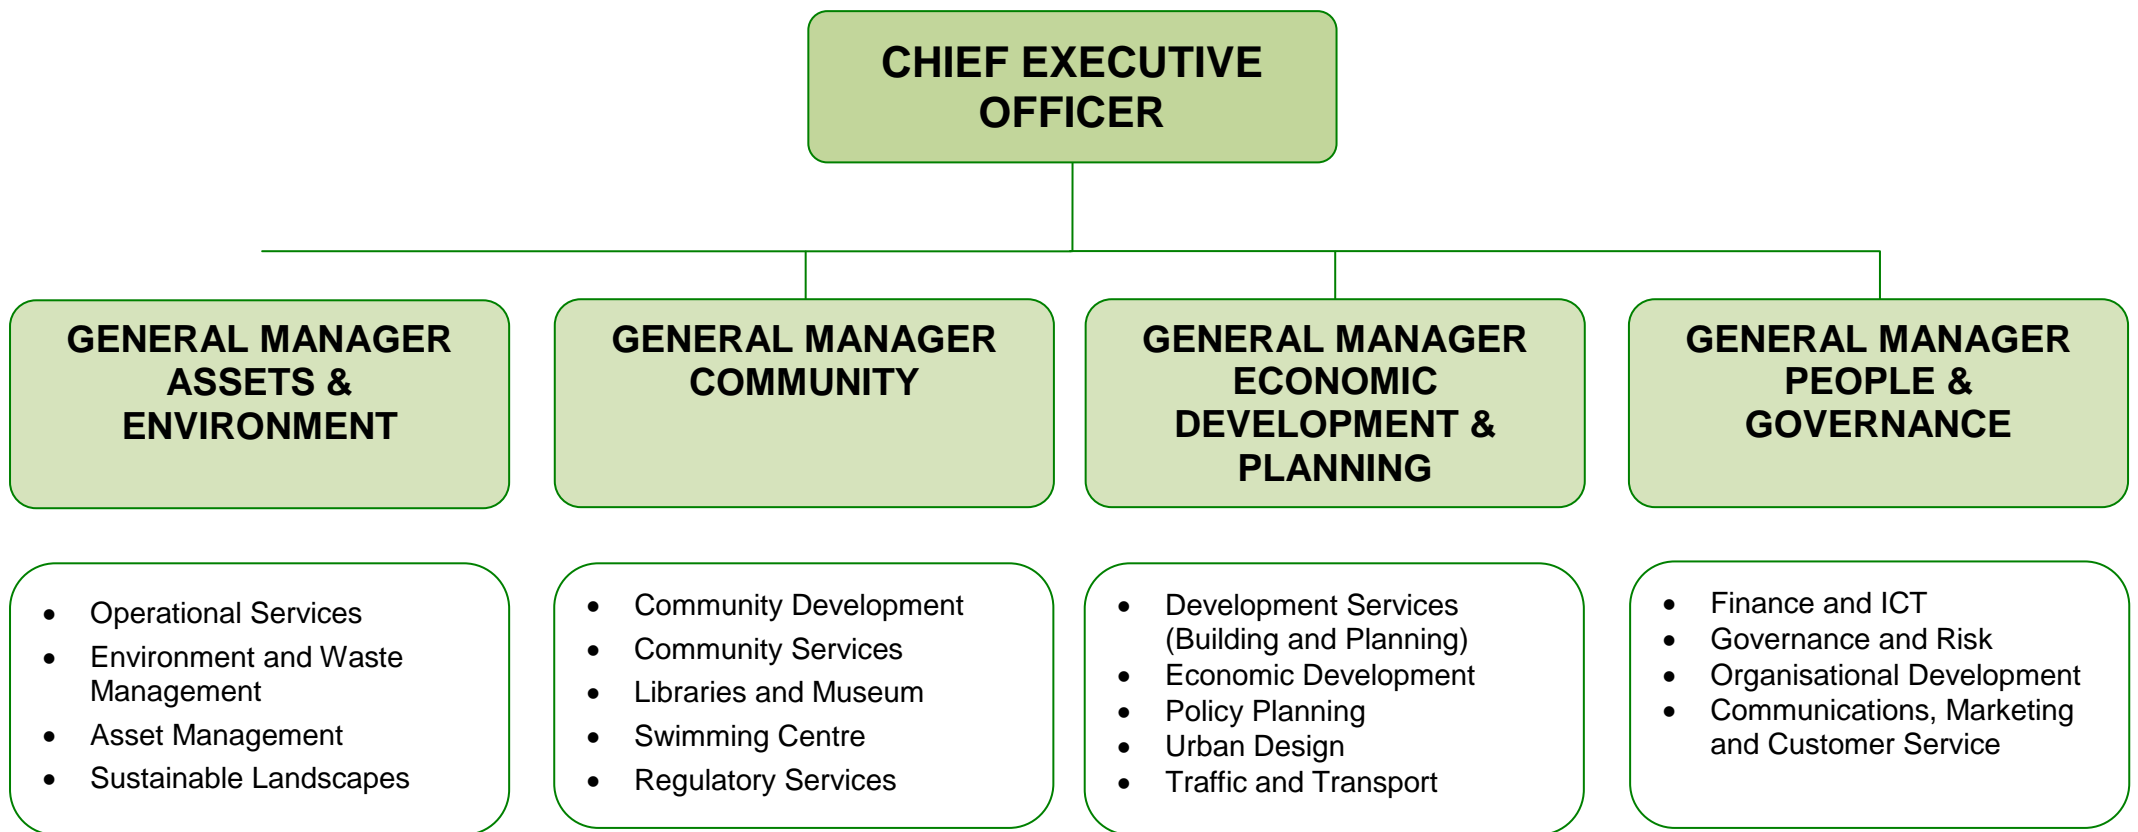 CHIEF EXECUTIVE
OFFICER
GENERAL MANAGER
ASSETS &
ENVIRONMENT
GENERAL MANAGER
COMMUNITY
GENERAL MANAGER
ECONOMIC
DEVELOPMENT &
PLANNING
GENERAL MANAGER
PEOPLE &
GOVERNANCE
• Operational Services
• Environment and Waste
Management
• Asset Management
• Sustainable Landscapes
• Community Development
• Community Services
• Libraries and Museum
• Swimming Centre
• Regulatory Services
• Development Services
(Building and Planning)
• Economic Development
• Policy Planning
• Urban Design
• Traffic and Transport
• Finance and ICT
• Governance and Risk
• Organisational Development
• Communications, Marketing
and Customer Service